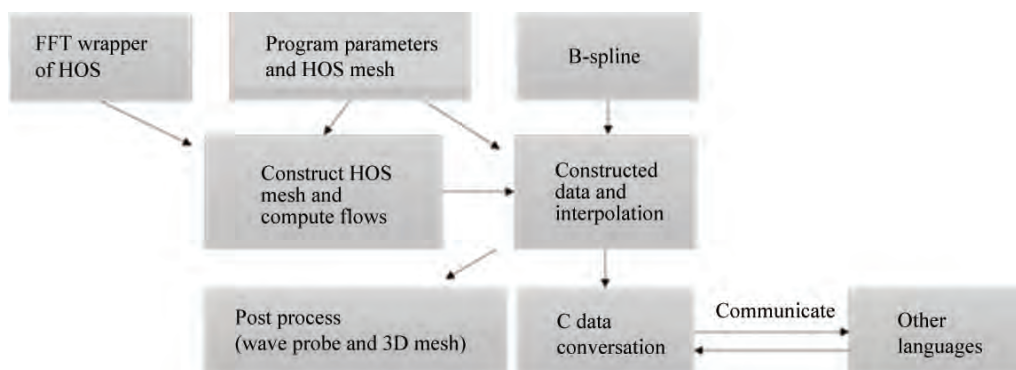 FFT wrapper
of HOS
Program parameters
and HOS mesh
B-spline
Construct HOS
mesh and
compute flows
Constructed
data and
interpolation
Post process
(wave probe and 3D mesh)
C data
conversation
Communicate
Other
languages